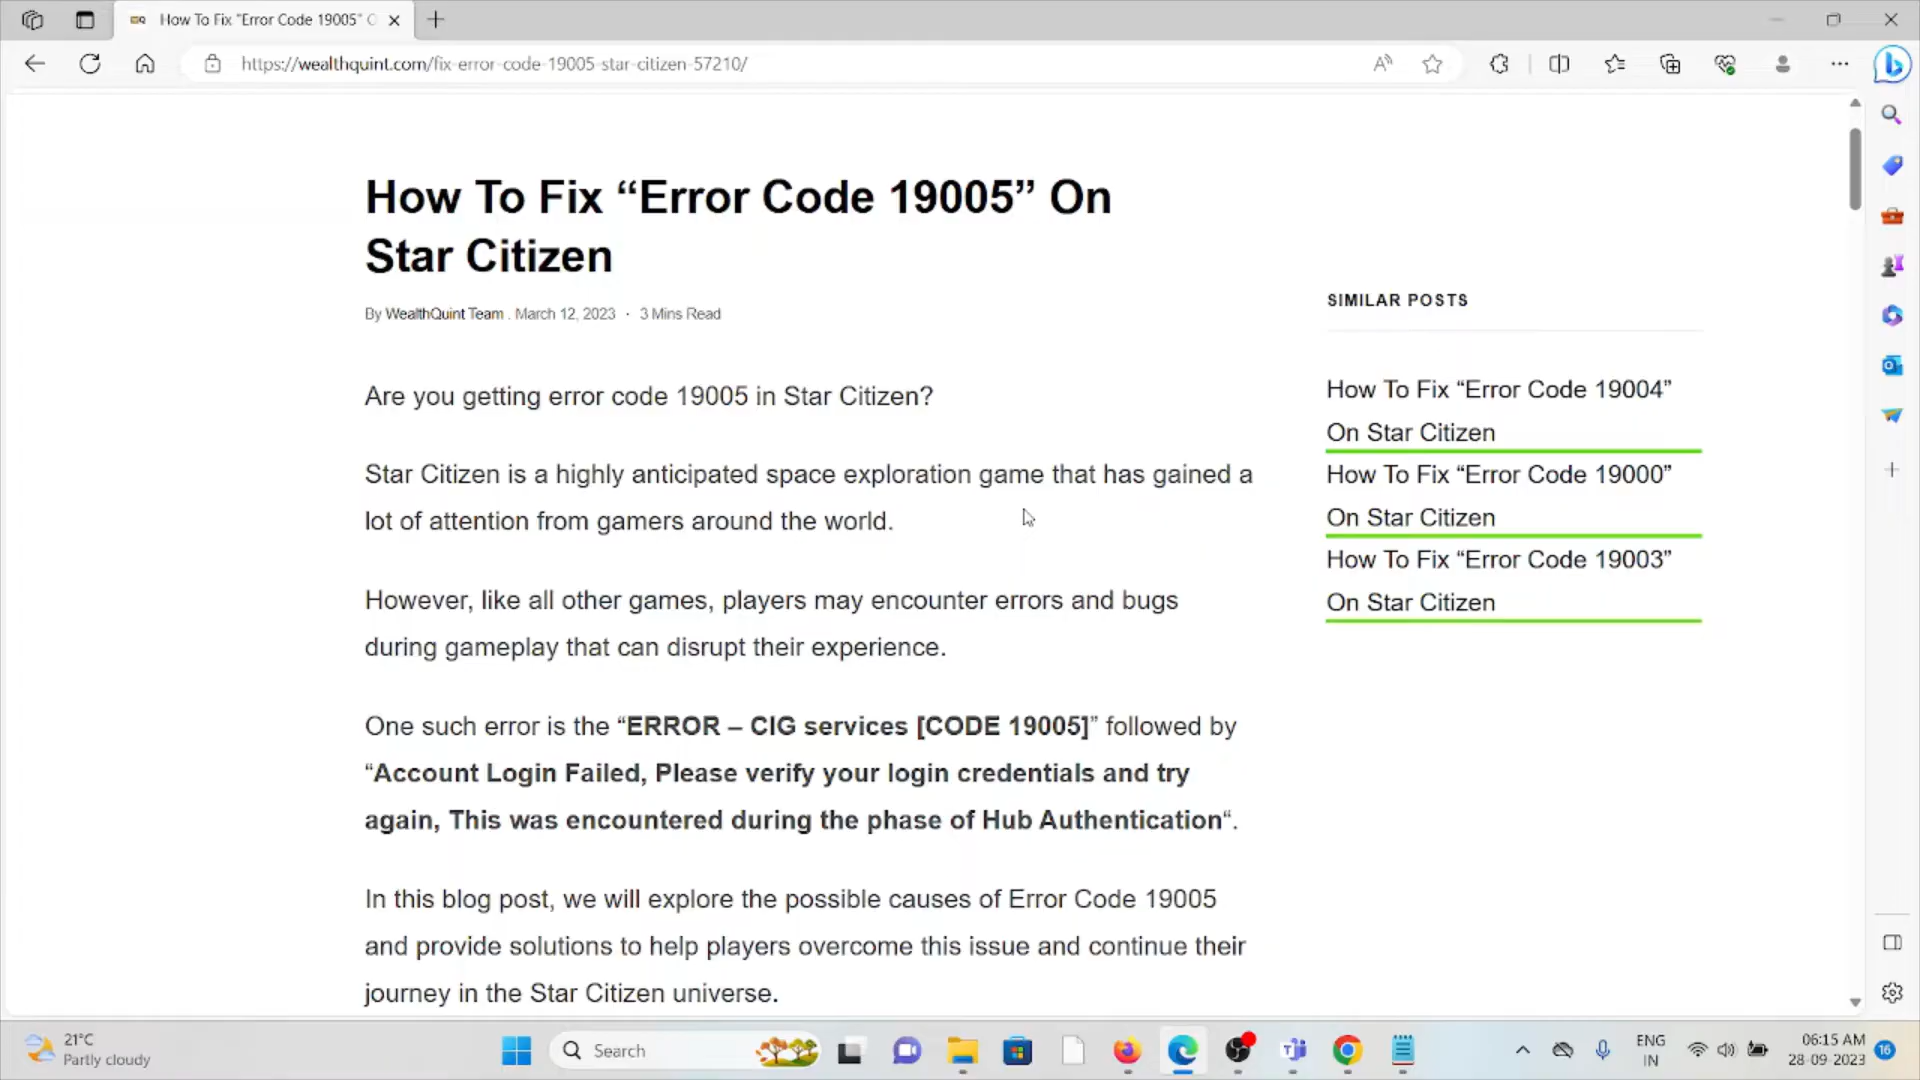 How To Fix “Error Code 19005” O
https://wealthquint.com/fix-error-code-19005-star-citizen-57210/
How To Fix “Error Code 19005” On
Star Citizen
By WealthQuint Team . March 12, 2023 · 3 Mins Read
Are you getting error code 19005 in Star Citizen?
Star Citizen is a highly anticipated space exploration game that has gained a
lot of attention from gamers around the world.
However, like all other games, players may encounter errors and bugs
during gameplay that can disrupt their experience.
One such error is the “ERROR – CIG services [CODE 19005]” followed by
“Account Login Failed, Please verify your login credentials and try
again, This was encountered during the phase of Hub Authentication“.
In this blog post, we will explore the possible causes of Error Code 19005
and provide solutions to help players overcome this issue and continue their
journey in the Star Citizen universe.
SIMILAR POSTS
How To Fix “Error Code 19004”
On Star Citizen
How To Fix “Error Code 19000”
On Star Citizen
How To Fix “Error Code 19003”
On Star Citizen
21°C
Partly cloudy
Search
ENG
IN
06:15 AM
28-09-2023
16